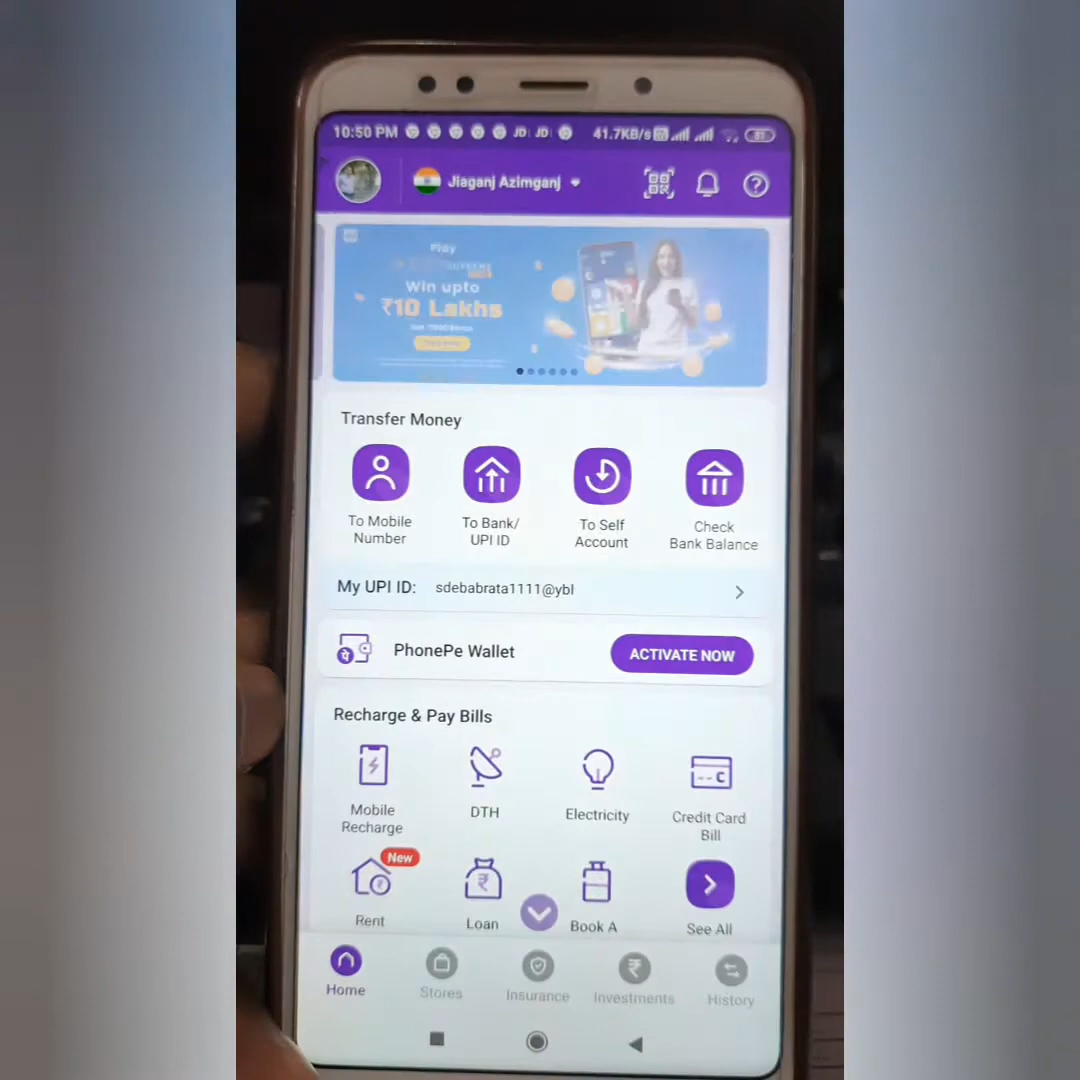 10:50 PM JD JD 41.7KB/s 81
Jiaganj Azimganj
Play
Win upto
₹10 Lakhs
Transfer Money
To Mobile
Number
To Bank/
UPI ID
To Self
Account
Check
Bank Balance
My UPI ID: sdebabrata1111@ybl
पे PhonePe Wallet ACTIVATE NOW
Recharge & Pay Bills
Mobile
Recharge
DTH
Electricity
Credit Card
Bill
New
Rent
Loan
Book A
See All
Home
Stores
Insurance
Investments
History